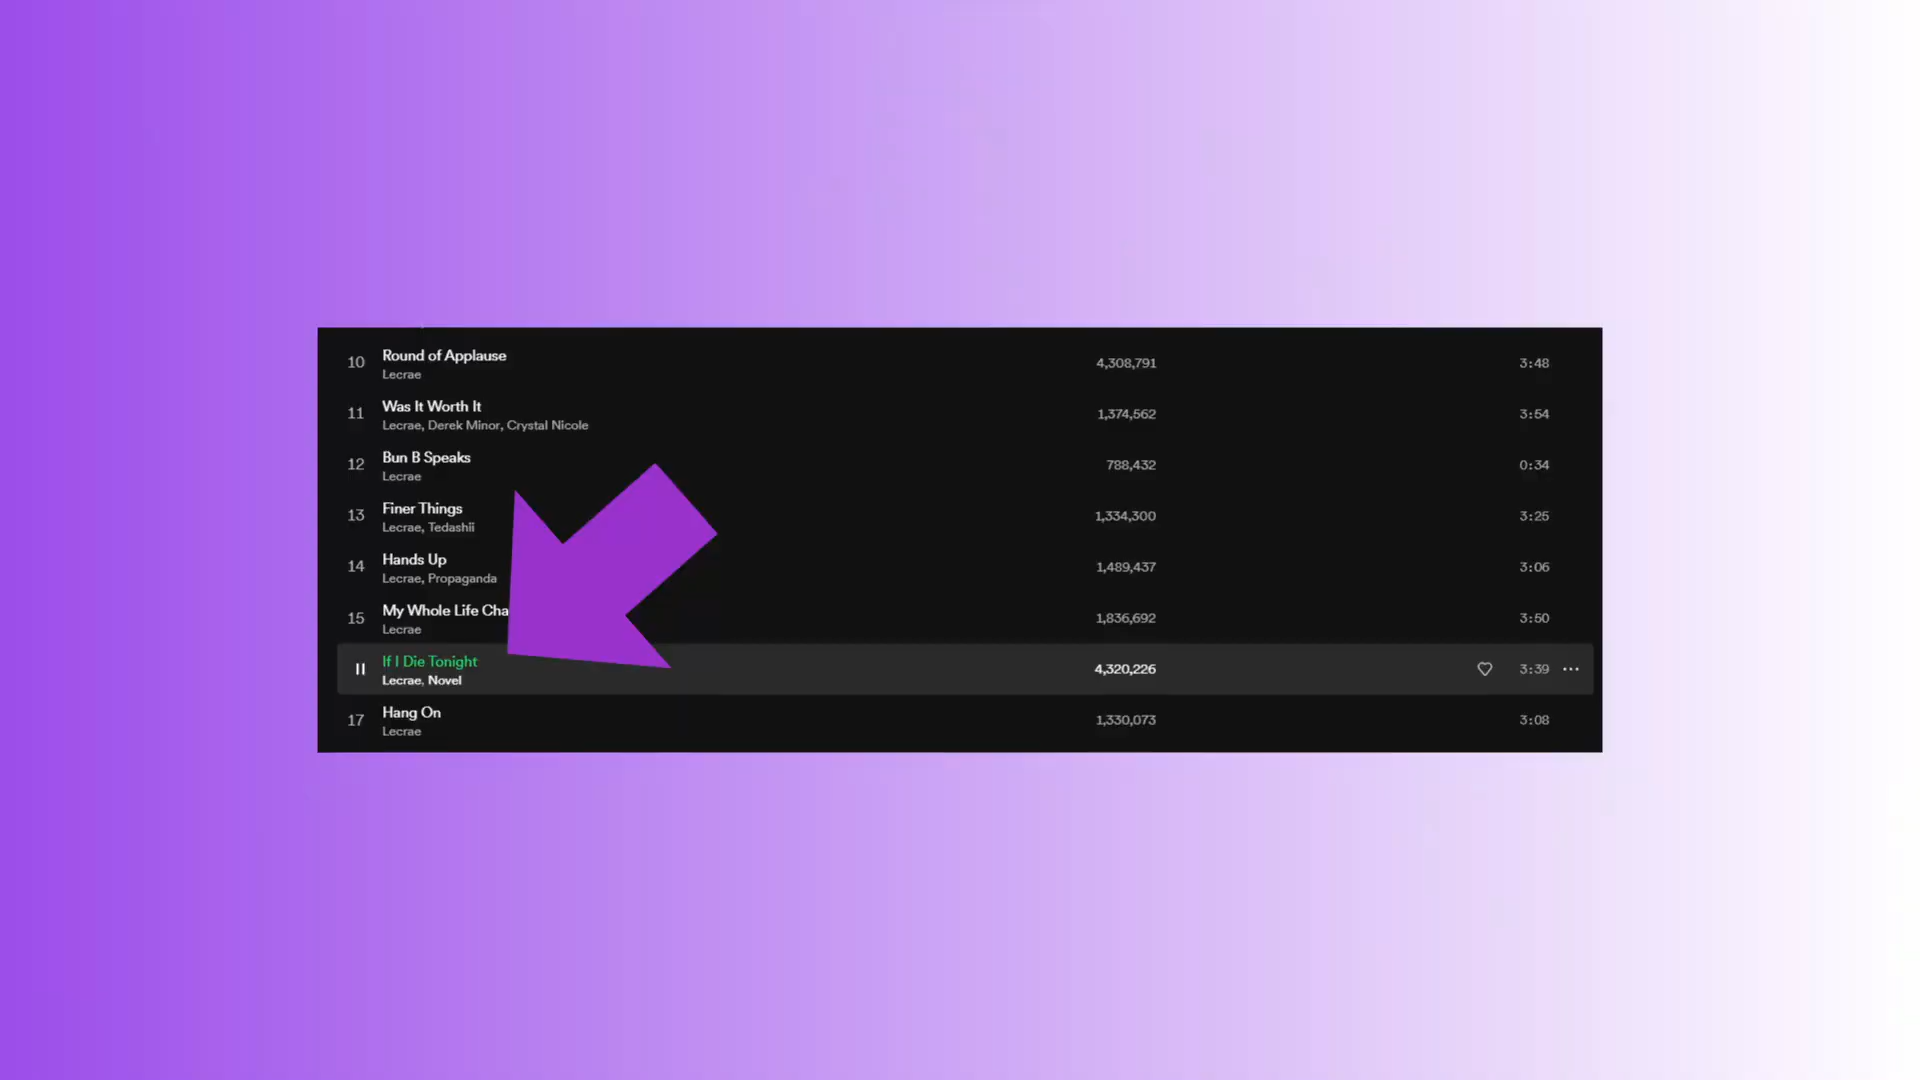 10 Round of Applause 4,308,791 3:48
Lecrae
11 Was It Worth It 1,374,562 3:54
Lecrae, Derek Minor, Crystal Nicole
12 Bun B Speaks 788,432 0:34
Lecrae
13 Finer Things 1,334,300 3:25
Lecrae, Tedashii
14 Hands Up 1,489,437 3:06
Lecrae, Propaganda
15 My Whole Life Cha 1,836,692 3:50
Lecrae
If I Die Tonight 4,320,226 3:39
Lecrae, Novel
17 Hang On 1,330,073 3:08
Lecrae